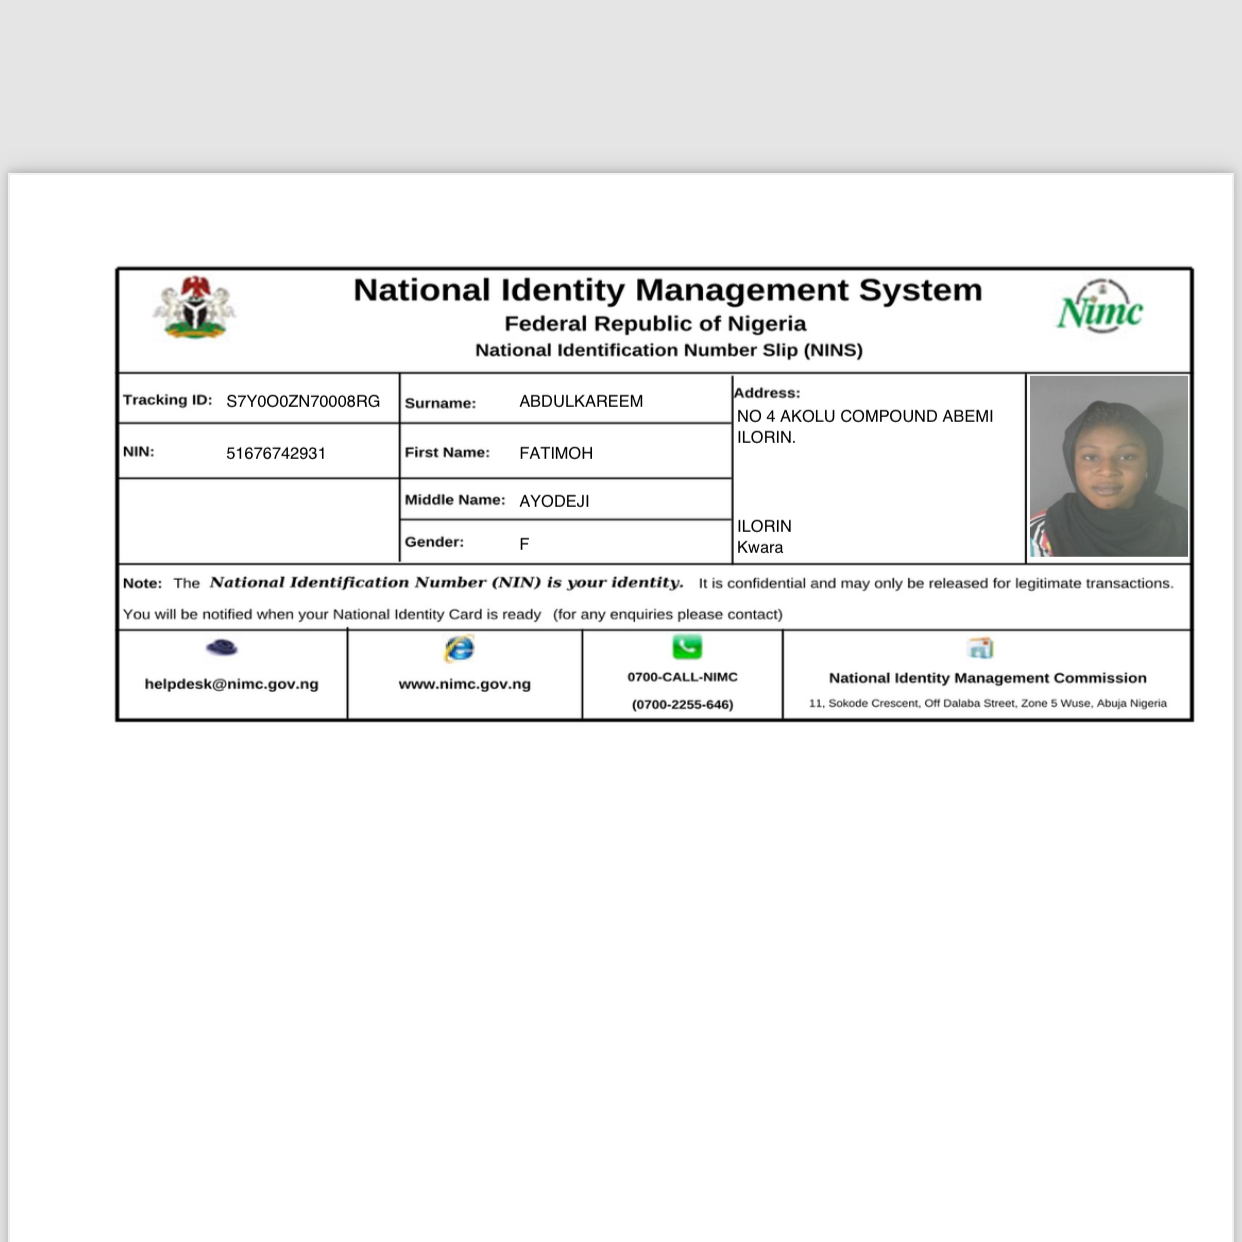 National Identity Management System
Federal Republic of Nigeria
National Identification Number Slip (NINS)
Nimc
Tracking ID: S7Y0O0ZN70008RG
NIN: 51676742931
Surname: ABDULKAREEM
First Name: FATIMOH
Middle Name: AYODEJI
Gender: F
Address:
NO 4 AKOLU COMPOUND ABEMI
ILORIN.
ILORIN
Kwara
Note: The National Identification Number (NIN) is your identity. It is confidential and may only be released for legitimate transactions.
You will be notified when your National Identity Card is ready (for any enquiries please contact)
helpdesk@nimc.gov.ng
www.nimc.gov.ng
0700-CALL-NIMC
(0700-2255-646)
National Identity Management Commission
11, Sokode Crescent, Off Dalaba Street, Zone 5 Wuse, Abuja Nigeria